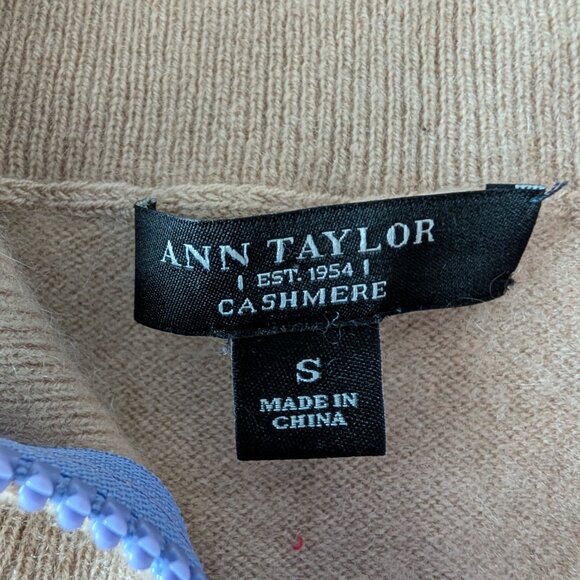 ANN TAYLOR
| EST. 1954 |
CASHMERE
S
MADE IN
CHINA